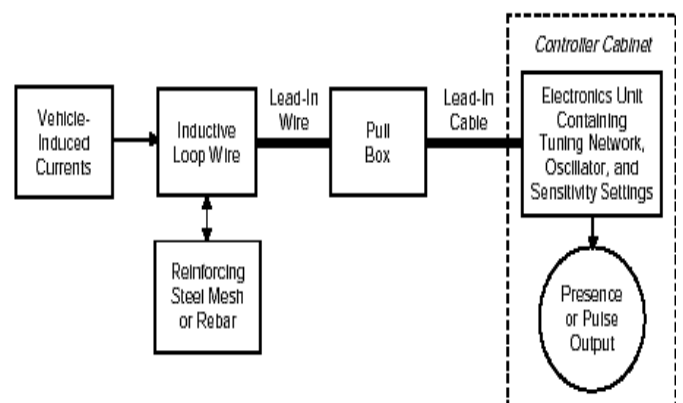 Controller Cabinet
Vehicle-
Induced
Currents
Inductive
Loop Wire
Lead-In
Wire
Pull
Box
Lead-In
Cable
Electronics Unit
Containing
Tuning Network,
Oscillator, and
Sensitivity Settings
Reinforcing
Steel Mesh
or Rebar
Presence
or Pulse
Output